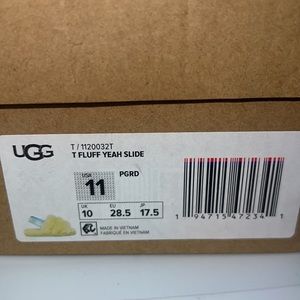 UGG
T / 1120032T
T FLUFF YEAH SLIDE
USA
11
PGRD
UK
10
EU
28.5
JP
17.5
MADE IN VIETNAM
FABRIQUÉ EN VIETNAM
1 94715 47234 1